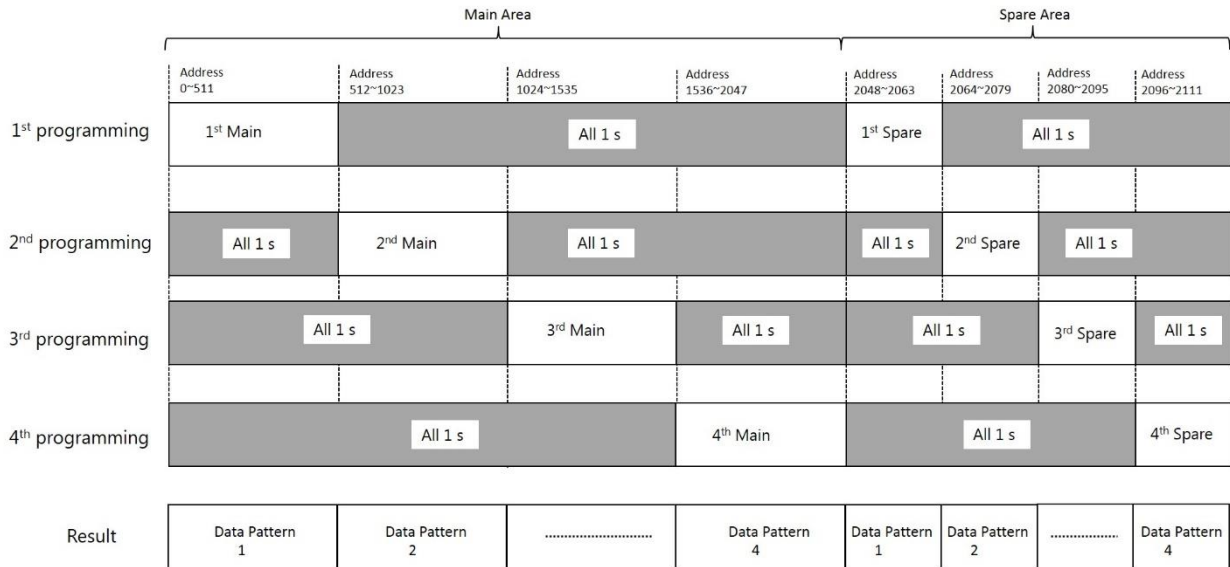 Main Area
Spare Area
Address
0~511
Address
512~1023
Address
1024~1535
Address
1536~2047
Address
2048~2063
Address
2064~2079
Address
2080~2095
Address
2096~2111
1st programming
1st Main
All 1 s
1st Spare
All 1 s
2nd programming
All 1 s
2nd Main
All 1 s
All 1 s
2nd Spare
All 1 s
3rd programming
All 1 s
3rd Main
All 1 s
All 1 s
3rd Spare
All 1 s
4th programming
All 1 s
4th Main
All 1 s
4th Spare
Result
Data Pattern
1
Data Pattern
2
............................
Data Pattern
4
Data Pattern
1
Data Pattern
2
................
Data Pattern
4